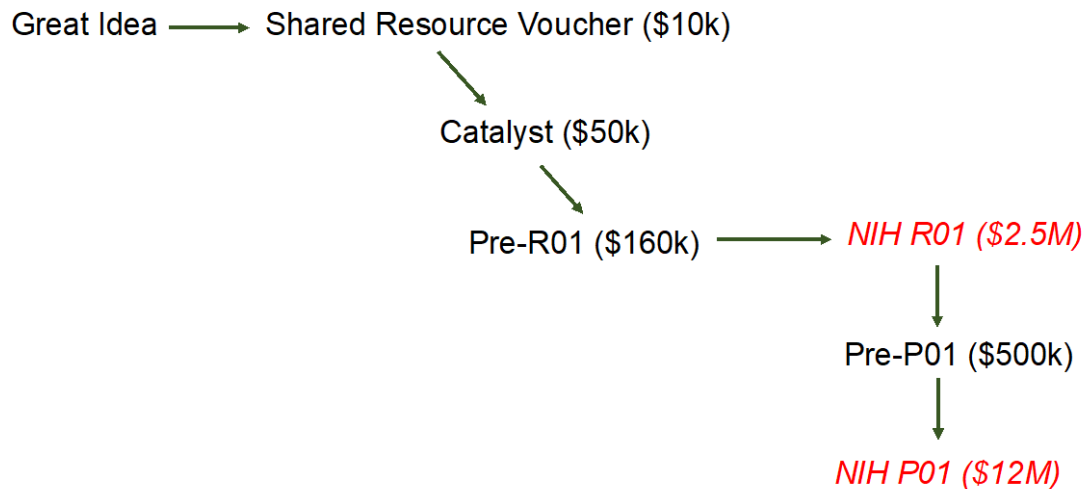 Great Idea Shared Resource Voucher ($10k)
Catalyst ($50k)
Pre-R01 ($160k) NIH R01 ($2.5M)
Pre-P01 ($500k)
NIH P01 ($12M)